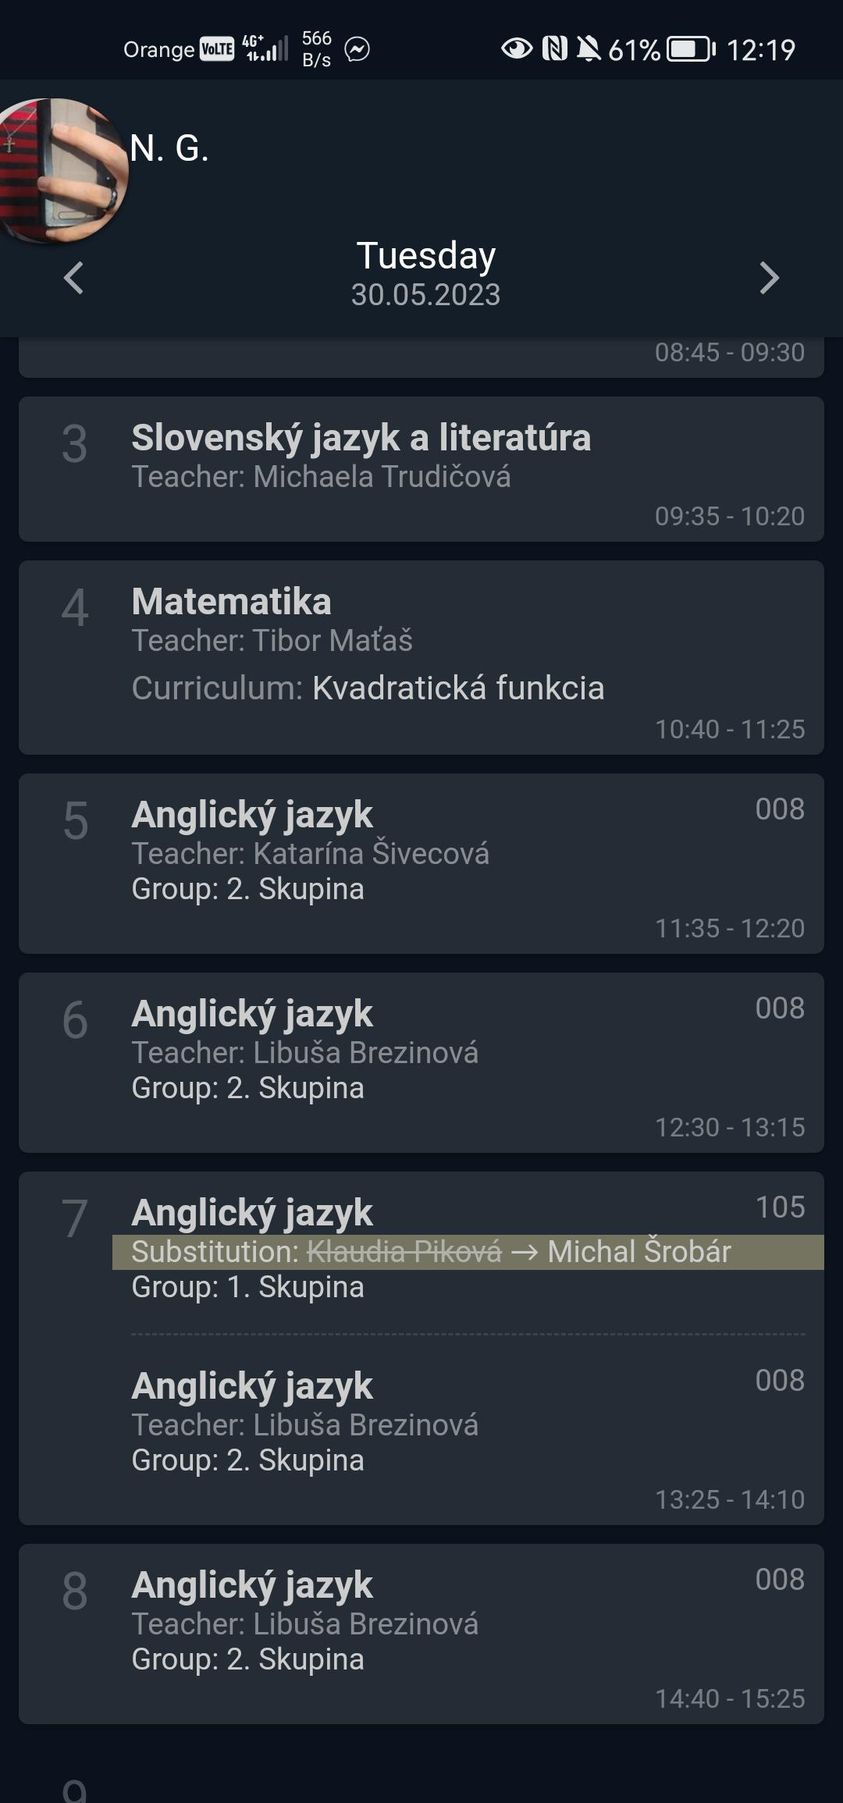 Orange VoLTE 4G+ 566 B/s 61% 12:19
N. G.
Tuesday
30.05.2023
08:45 - 09:30
3 Slovenský jazyk a literatúra
Teacher: Michaela Trudičová
09:35 - 10:20
4 Matematika
Teacher: Tibor Maťaš
Curriculum: Kvadratická funkcia
10:40 - 11:25
5 Anglický jazyk 008
Teacher: Katarína Šivecová
Group: 2. Skupina
11:35 - 12:20
6 Anglický jazyk 008
Teacher: Libuša Brezinová
Group: 2. Skupina
12:30 - 13:15
7 Anglický jazyk 105
Substitution: Klaudia Piková → Michal Šrobár
Group: 1. Skupina
Anglický jazyk 008
Teacher: Libuša Brezinová
Group: 2. Skupina
13:25 - 14:10
8 Anglický jazyk 008
Teacher: Libuša Brezinová
Group: 2. Skupina
14:40 - 15:25
9